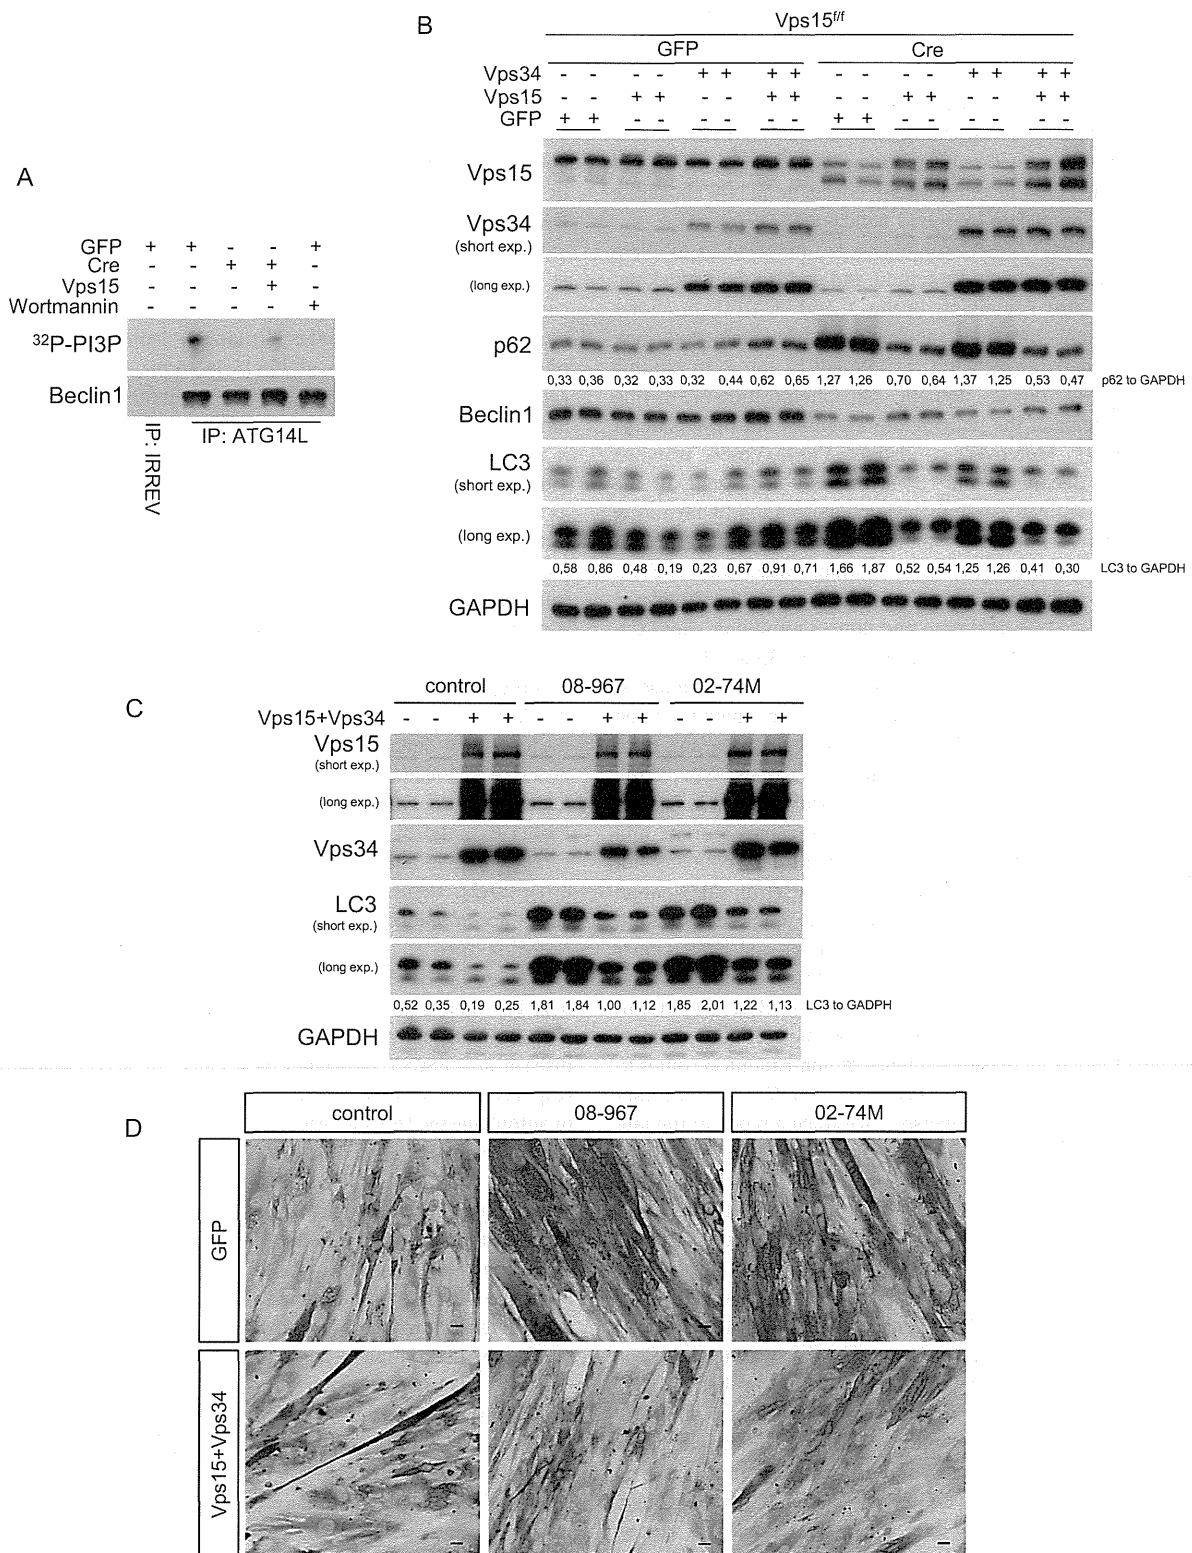 A
GFP + + - - +
Cre - - + + -
Vps15 - - - + -
Wortmannin - - - - +
32P-PI3P
Beclin1
IP: IRREV
IP: ATG14L
B
Vps15f/f
GFP Cre
Vps34 - - - - + + + + - - - - + + + +
Vps15 - - + + - - + + - - + + - - + +
GFP + + - - - - - - + + - - - - - -
Vps15
Vps34
(short exp.)
(long exp.)
p62
0,33 0,36 0,32 0,33 0,32 0,44 0,62 0,65 1,27 1,26 0,70 0,64 1,37 1,25 0,53 0,47 p62 to GAPDH
Beclin1
LC3
(short exp.)
(long exp.)
0,58 0,86 0,48 0,19 0,23 0,67 0,91 0,71 1,66 1,87 0,52 0,54 1,25 1,26 0,41 0,30 LC3 to GAPDH
GAPDH
C
control 08-967 02-74M
Vps15+Vps34 - - + + - - + + - - + +
Vps15
(short exp.)
(long exp.)
Vps34
LC3
(short exp.)
(long exp.)
0,52 0,35 0,19 0,25 1,81 1,84 1,00 1,12 1,85 2,01 1,22 1,13 LC3 to GADPH
GAPDH
D
control 08-967 02-74M
GFP
Vps15+Vps34